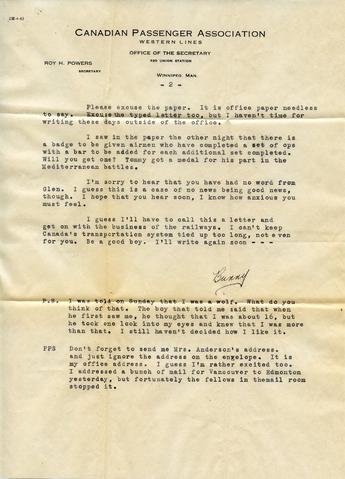 CANADIAN PASSENGER ASSOCIATION
WESTERN LINES
OFFICE OF THE SECRETARY
ROY H. POWERS
SECRETARY
UNION STATION
WINNIPEG, MAN.
- 2 -
Please excuse the paper. It is office paper needless
to say. Excuse the typed letter too, but I haven't time for
writing these days outside of the office.
I saw in the paper the other night that there is
a badge to be given airmen who have completed a set of ops
with a bar to be added for each additional set completed.
Will you get one? Tommy got a medal for his part in the
Mediterranean battles.
I'm sorry to hear that you have had no word from
Glen. I guess this is a case of no news being good news,
though. I hope that you hear soon, I know how anxious you
must feel.
I guess I'll have to call this a letter and
get on with the business of the railways. I can't keep
Canada's transportation system tied up too long, not even
for you. Be a good boy. I'll write again soon - - -
Bunny
P.S. I was told on Sunday that I was a wolf. What do you
think of that. The boy that told me said that when
he first saw me, he thought that I was about 16, but
he took one look into my eyes and knew that I was more
than that. I still haven't decided how I like it.
PPS Don't forget to send me Mrs. Anderson's address.
and just ignore the address on the envelope. It is
my office address. I guess I'm rather excited too.
I addressed a bunch of mail for Vancouver to Edmonton
yesterday, but fortunately the fellows in themail room
stopped it.